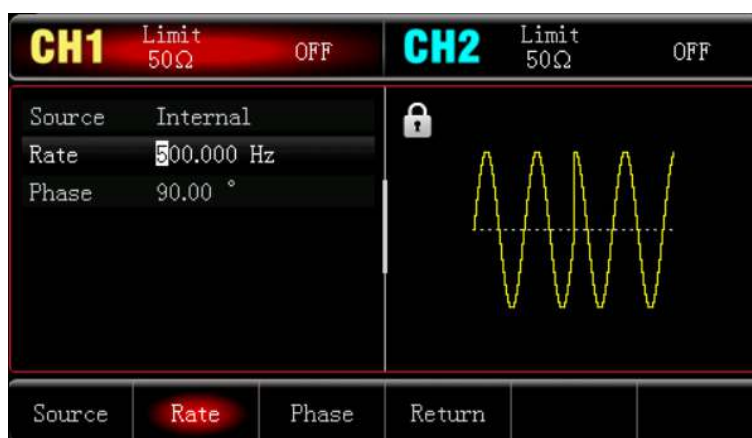 CH1 Limit 50Ω OFF CH2 Limit 50Ω OFF
Source Internal
Rate 500.000 Hz
Phase 90.00 °
Source Rate Phase Return